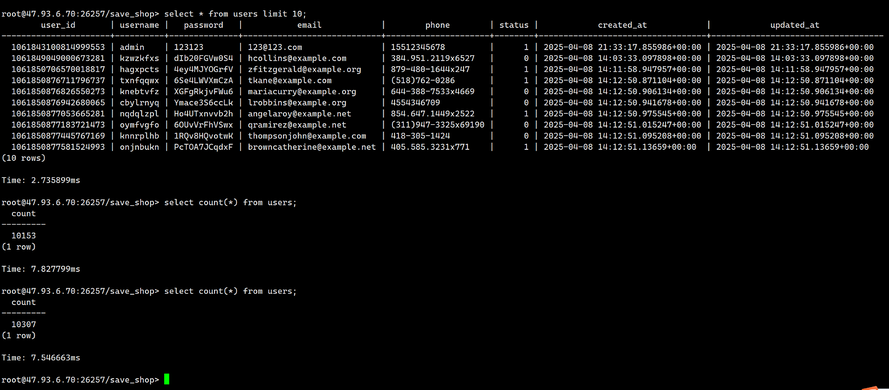 root@47.93.6.70:26257/save_shop> select * from users limit 10;
user_id | username | password | email | phone | status | created_at | updated_at
----------------------+----------+------------+----------------------------+--------------------+--------+-------------------------------+--------------------------------
1061843100814999553 | admin | 123123 | 123@123.com | 15512345678 | 1 | 2025-04-08 21:33:17.855986+00:00 | 2025-04-08 21:33:17.855986+00:00
1061849049000673281 | kzwzkfxs | dIb20FGVm0S4 | hcollins@example.com | 384.951.2119x6527 | 0 | 2025-04-08 14:03:33.097898+00:00 | 2025-04-08 14:03:33.097898+00:00
1061850706570018817 | hagxpcts | 4ey4MJYOGrfV | zfitzgerald@example.org | 879-480-1644x247 | 1 | 2025-04-08 14:11:58.947957+00:00 | 2025-04-08 14:11:58.947957+00:00
1061850876711796737 | txnfqqwx | 6Se4LWVXmCzA | tkane@example.com | (518)762-0286 | 1 | 2025-04-08 14:12:50.871104+00:00 | 2025-04-08 14:12:50.871104+00:00
1061850876826550273 | knebtvfz | XGFgRkjvFWu6 | mariacurry@example.org | 644-388-7533x4669 | 0 | 2025-04-08 14:12:50.906134+00:00 | 2025-04-08 14:12:50.906134+00:00
1061850876942680065 | cbylrnyq | Ymace3S6ccLk | lrobbins@example.org | 4554346709 | 0 | 2025-04-08 14:12:50.941678+00:00 | 2025-04-08 14:12:50.941678+00:00
1061850877053665281 | nqdqlzpl | Ho4UTxnvvb2h | angelaroy@example.net | 854.647.1449x2522 | 1 | 2025-04-08 14:12:50.975545+00:00 | 2025-04-08 14:12:50.975545+00:00
1061850877183721473 | oymfvgfo | 6OUvVrFhVSwx | qramirez@example.net | (311)947-3325x69190 | 0 | 2025-04-08 14:12:51.015247+00:00 | 2025-04-08 14:12:51.015247+00:00
1061850877445767169 | knnrplhb | 1RQv8HQvotwK | thompsonjohn@example.com | 418-305-1424 | 0 | 2025-04-08 14:12:51.095208+00:00 | 2025-04-08 14:12:51.095208+00:00
1061850877581524993 | onjnbukn | PcTOA7JCqdxF | browncatherine@example.net | 405.585.3231x771 | 1 | 2025-04-08 14:12:51.13659+00:00 | 2025-04-08 14:12:51.13659+00:00
(10 rows)
Time: 2.735899ms
root@47.93.6.70:26257/save_shop> select count(*) from users;
count
---------
10153
(1 row)
Time: 7.827799ms
root@47.93.6.70:26257/save_shop> select count(*) from users;
count
---------
10307
(1 row)
Time: 7.546663ms
root@47.93.6.70:26257/save_shop>